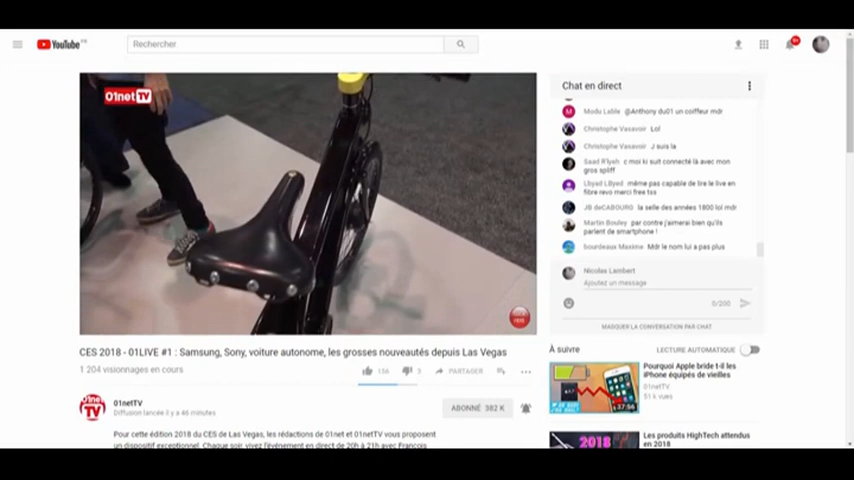 YouTube FR
Rechercher
9+
01net TV
Chat en direct
Modu Lable @Anthony du01 un coiffeur mdr
Christophe Vasavoir Lol
Christophe Vasavoir J suis la
Saad R'lyeh c moi ki suit connecté là avec mon
gros spliff
Lbyad LByed même pas capable de lire le live en
fibre revo merci free tss
JB deCABOURG la selle des années 1800 lol mdr
Martin Bouley par contre j'aimerai bien qu'ils
parlent de smartphone !
bourdeaux Maxime Mdr le nom lui a pas plus
Nicolas Lambert
Ajoutez un message
0/200
MASQUER LA CONVERSATION PAR CHAT
CES 2018 - 01LIVE #1 : Samsung, Sony, voiture autonome, les grosses nouveautés depuis Las Vegas
1 204 visionnages en cours
156
3
PARTAGER
À suivre
LECTURE AUTOMATIQUE
Pourquoi Apple bride t-il les
iPhone équipés de vieilles
01netTV
51 k vues
37:56
01net TV
01netTV
Diffusion lancée il y a 46 minutes
ABONNÉ 382 K
Pour cette édition 2018 du CES de Las Vegas, les rédactions de 01net et 01netTV vous proposent
un dispositif exceptionnel. Chaque soir, vivez l'événement en direct de 20h à 21h avec François
2018
Les produits HighTech attendus
en 2018